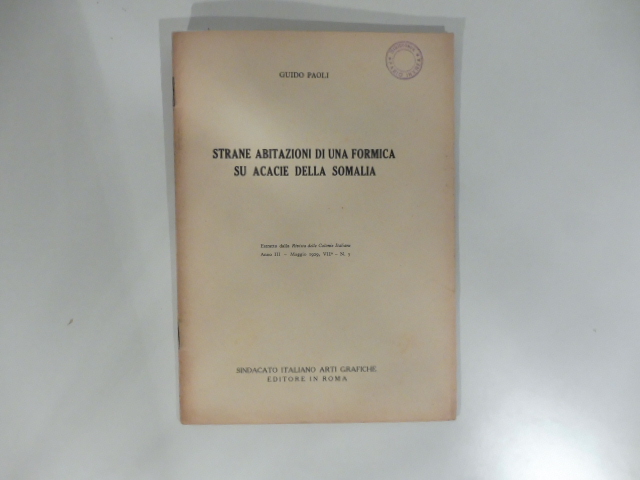 GUIDO PAOLI
STRANE ABITAZIONI DI UNA FORMICA
SU ACACIE DELLA SOMALIA
Estratto dalla Rivista delle Colonie Italiane
Anno III — Maggio 1929, VIIº - N. 5
SINDACATO ITALIANO ARTI GRAFICHE
EDITORE IN ROMA